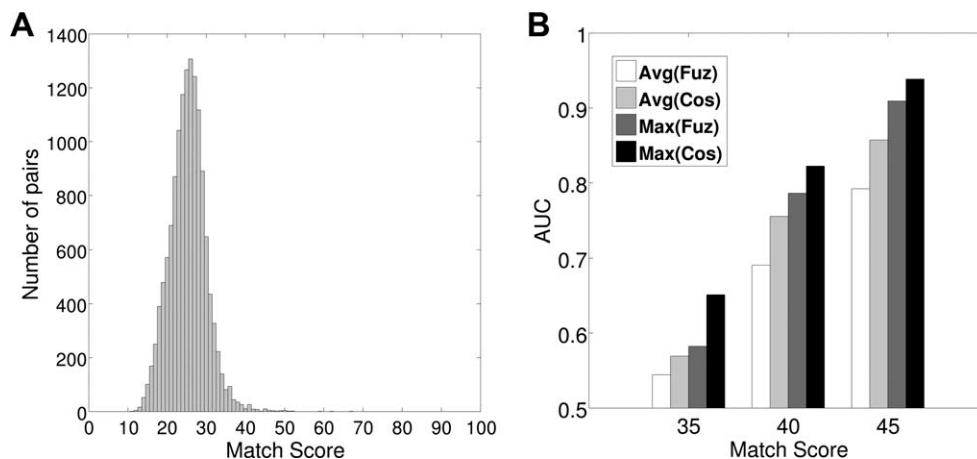 A
1400
1200
1000
800
600
400
200
0
Number of pairs
0 10 20 30 40 50 60 70 80 90 100
Match Score
B
1
0.9
0.8
0.7
0.6
0.5
AUC
Avg(Fuz)
Avg(Cos)
Max(Fuz)
Max(Cos)
35 40 45
Match Score